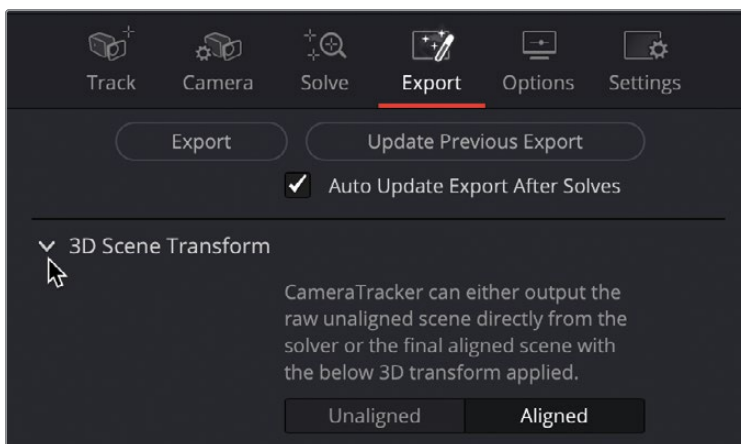 Track Camera Solve Export Options Settings
Export Update Previous Export
Auto Update Export After Solves
3D Scene Transform
CameraTracker can either output the
raw unaligned scene directly from the
solver or the final aligned scene with
the below 3D transform applied.
Unaligned Aligned